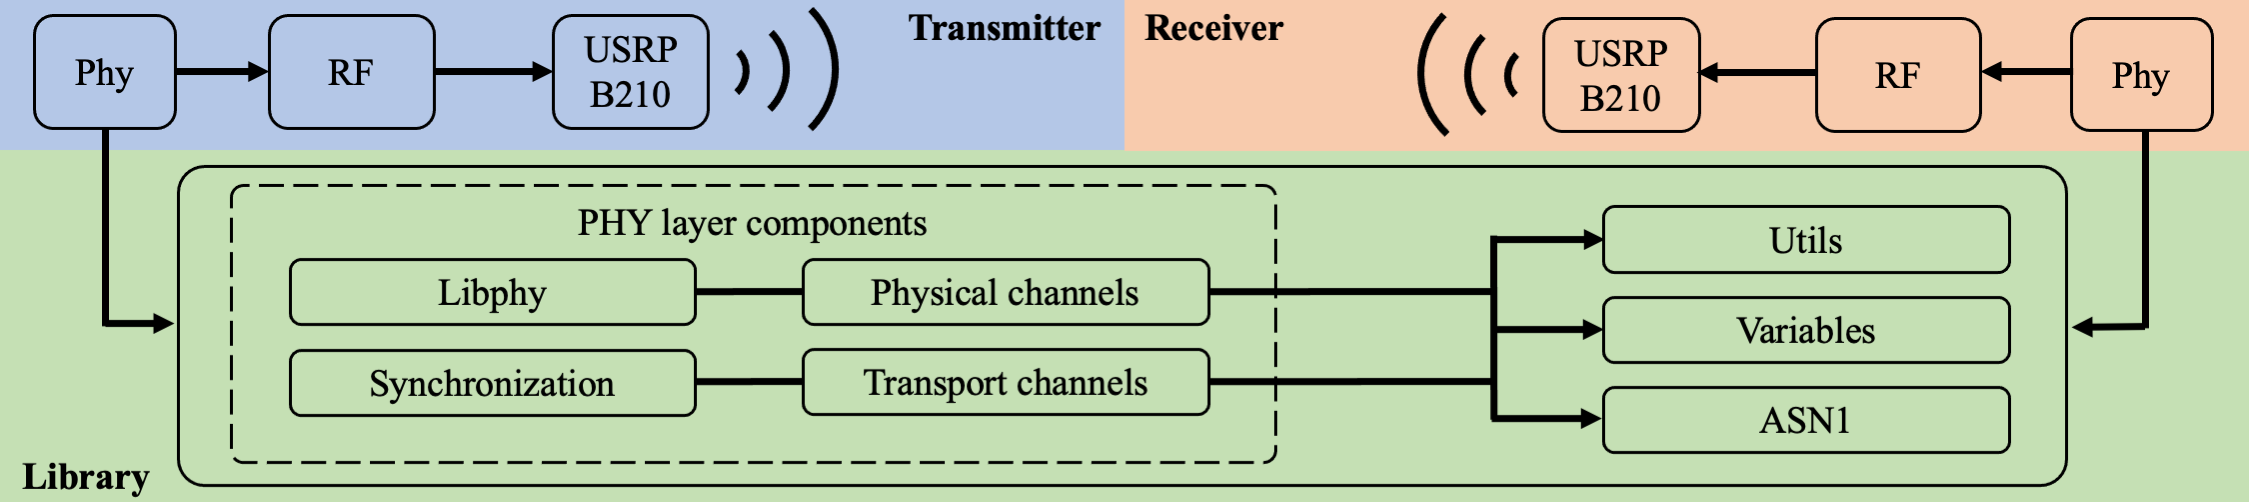 Phy
RF
USRP
B210
Transmitter
Receiver
USRP
B210
RF
Phy
PHY layer components
Libphy
Physical channels
Synchronization
Transport channels
Utils
Variables
ASN1
Library